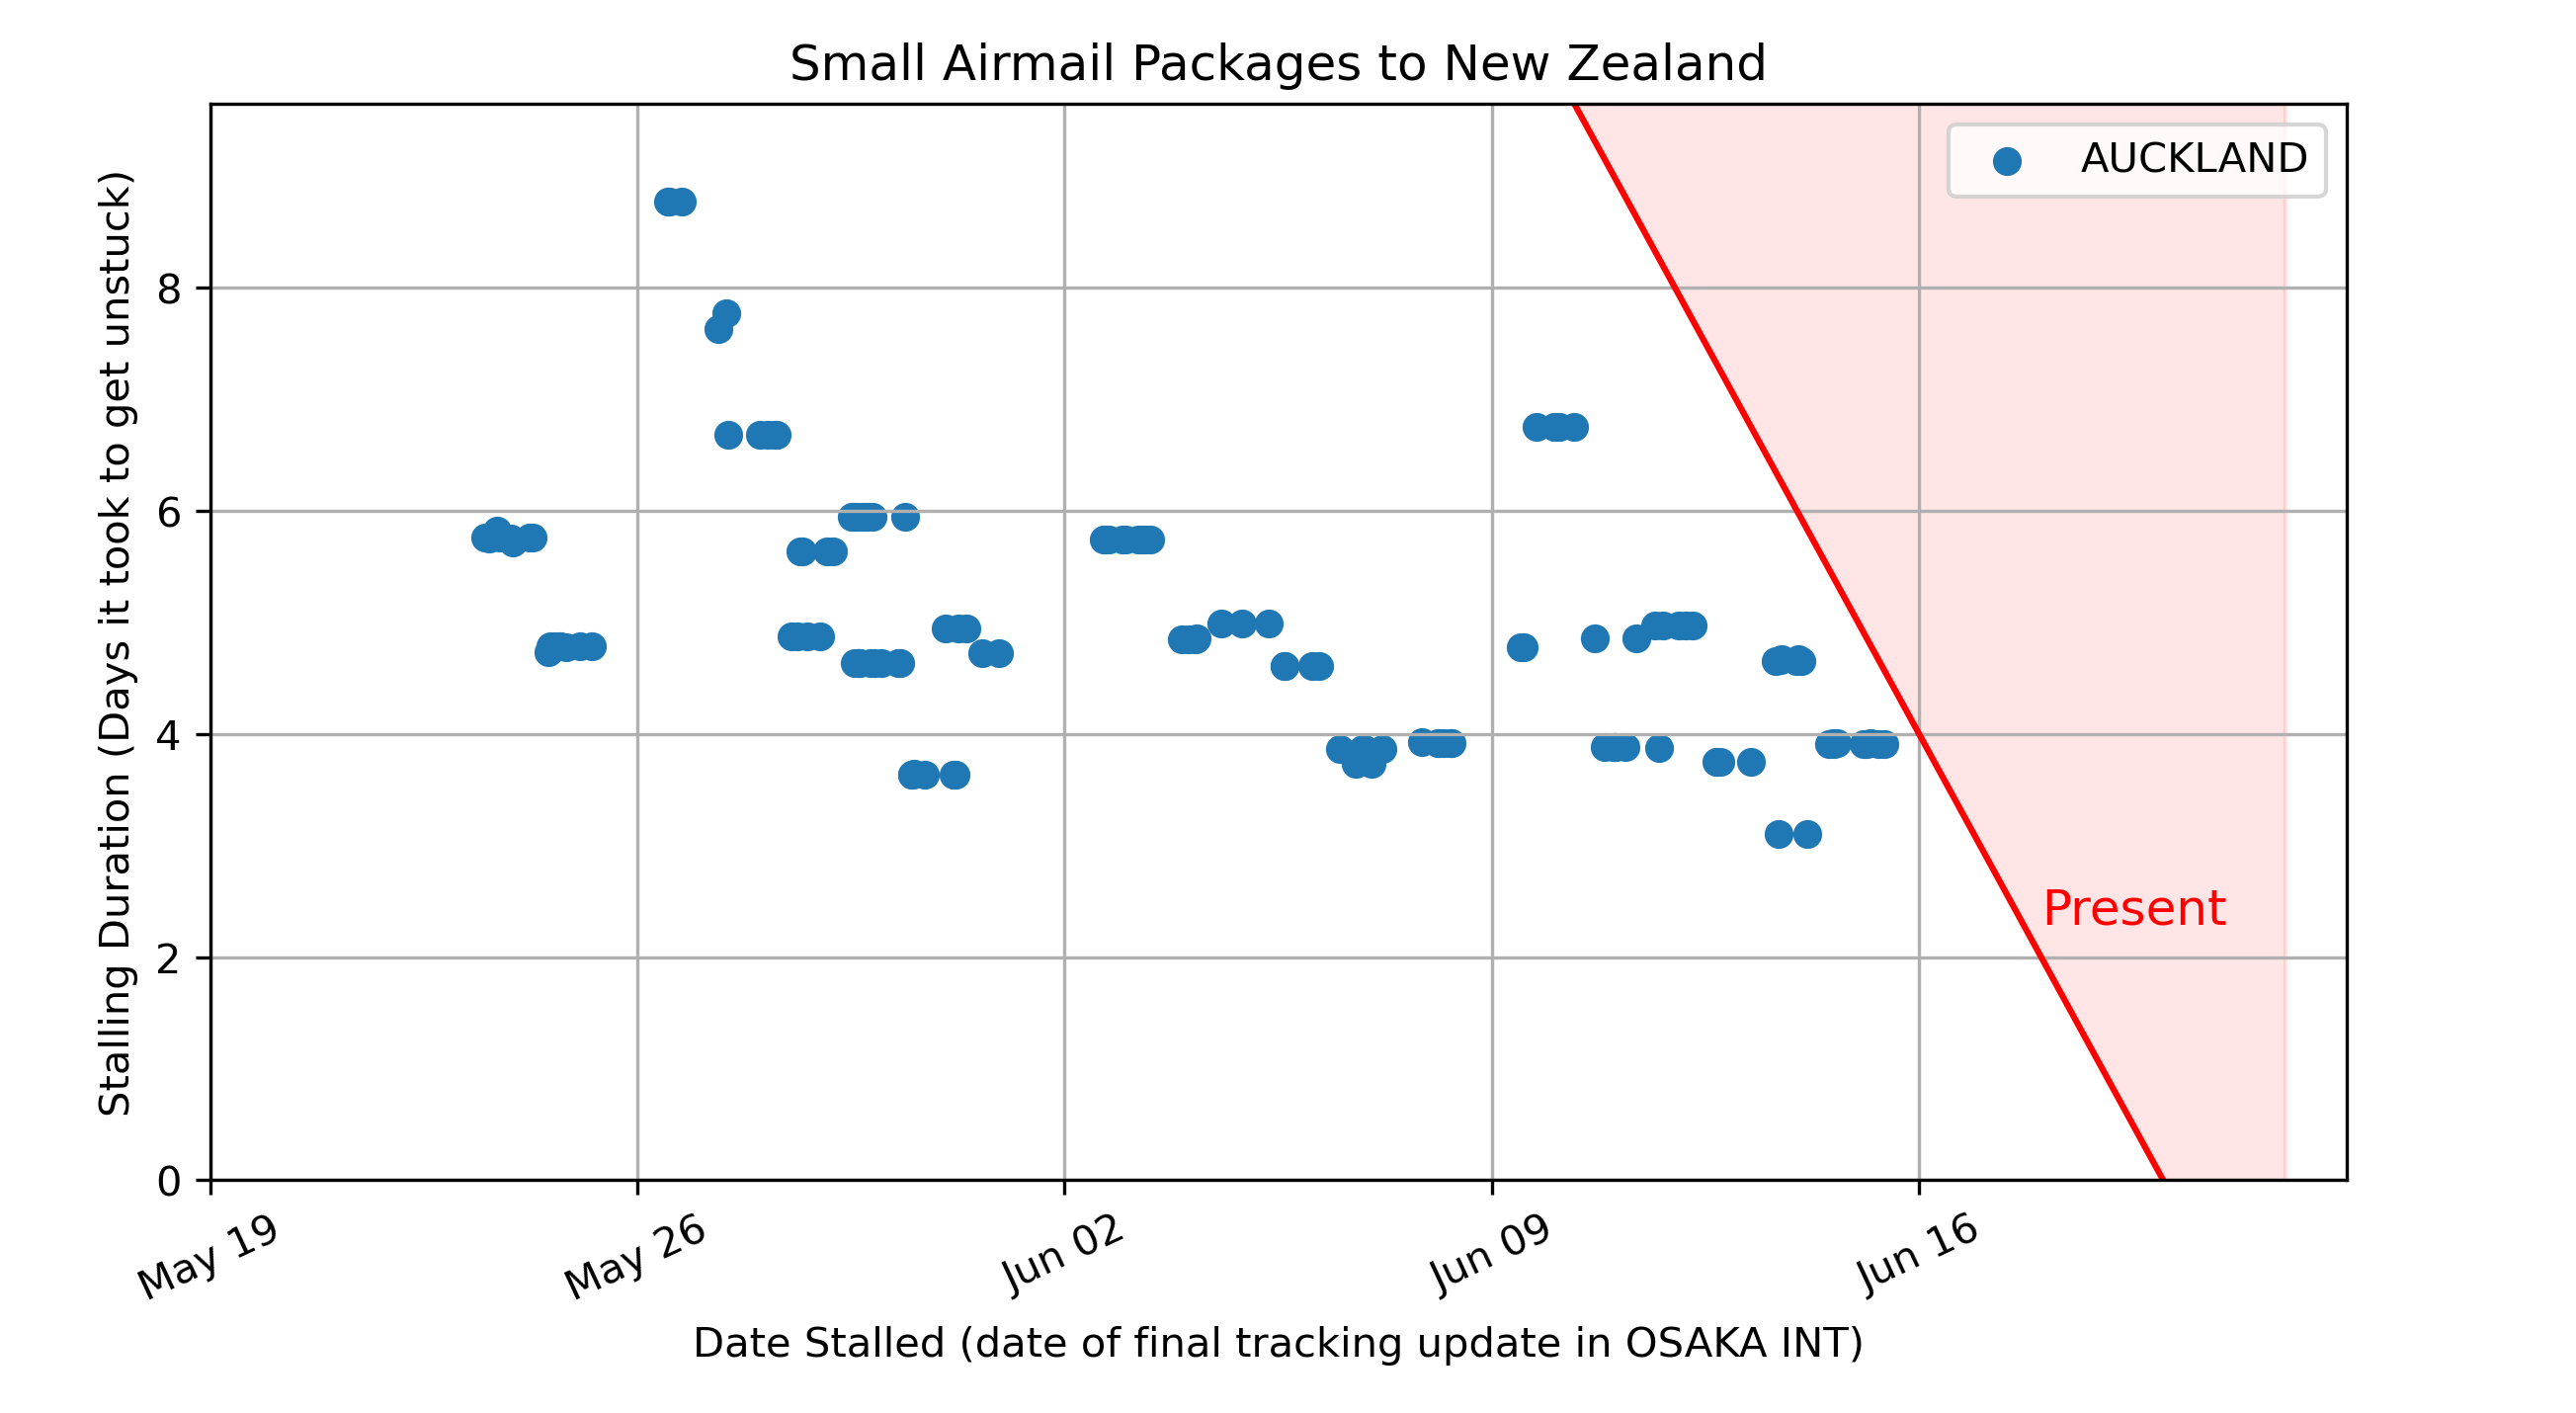 Small Airmail Packages to New Zealand
AUCKLAND
Stalling Duration (Days it took to get unstuck)
8
6
4
2
0
Present
May 19
May 26
Jun 02
Jun 09
Jun 16
Date Stalled (date of final tracking update in OSAKA INT)